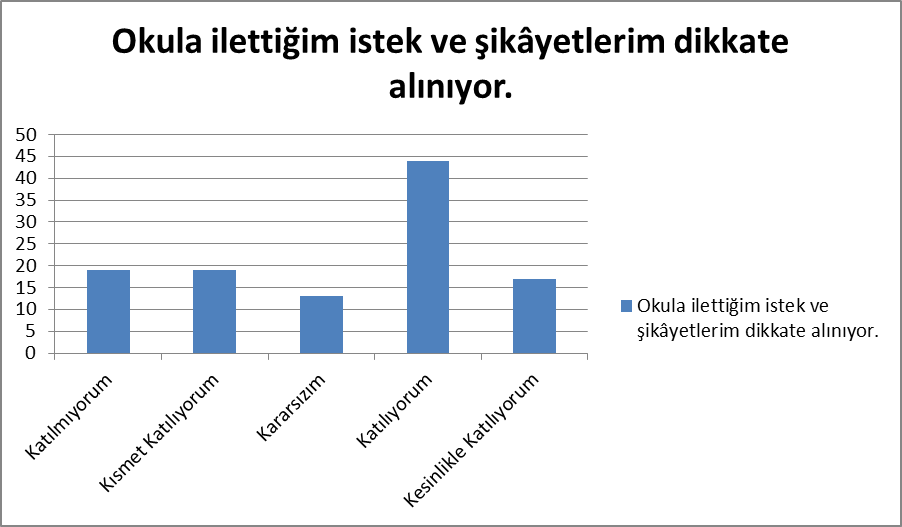 Okula ilettiğim istek ve şikâyetlerim dikkate
alınıyor.
50
45
40
35
30
25
20
15
10
5
0
Katılmıyorum
Kısmet Katılıyorum
Kararsızım
Katılıyorum
Kesinlikle Katılıyorum
Okula ilettiğim istek ve
şikâyetlerim dikkate alınıyor.